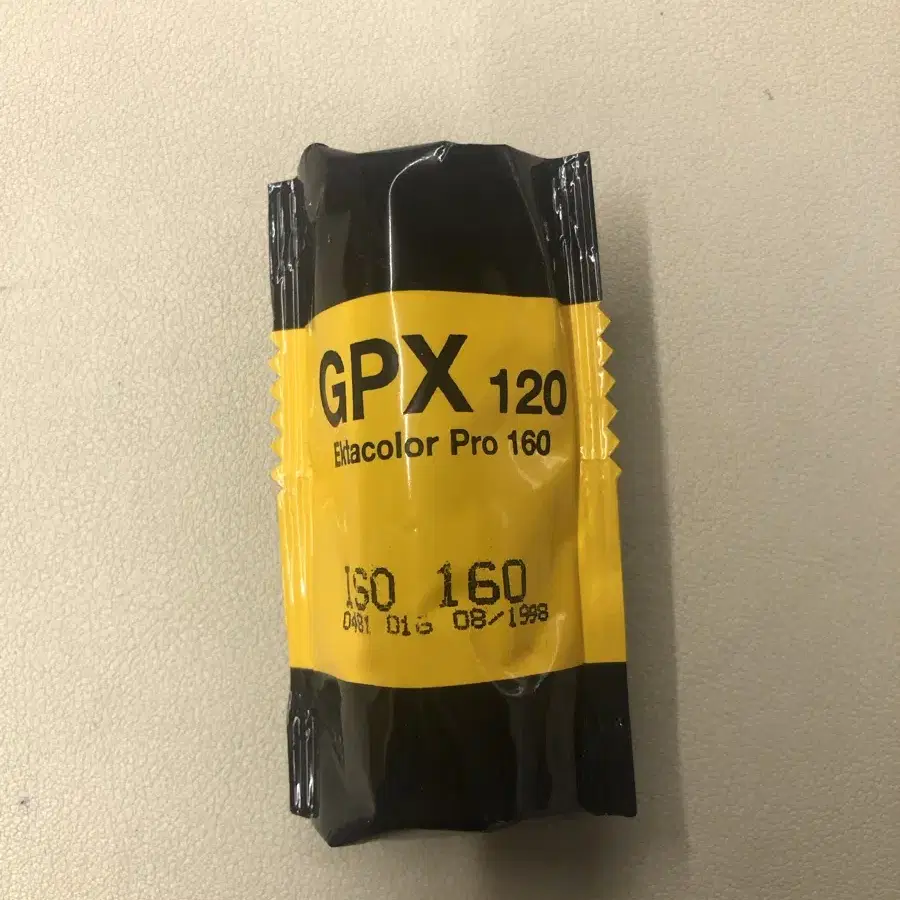 GPX 120
Ektacolor Pro 160
ISO 160
0481 016 08/1998